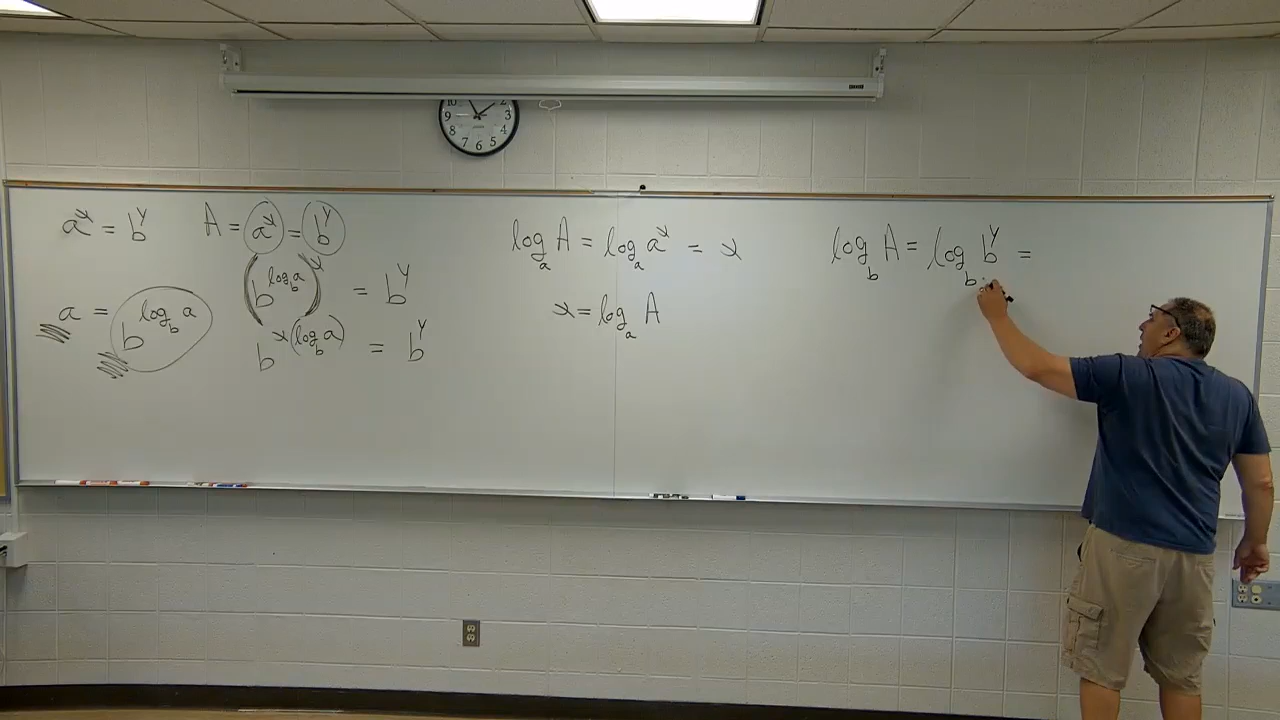 a^x = b^y
A = a^x = b^y
(b^{log_b a})^x = b^y
a = b^{log_b a}
b^{x(log_b a)} = b^y
log_a A = log_a a^x = x
x = log_a A
log_b A = log_b b^y =